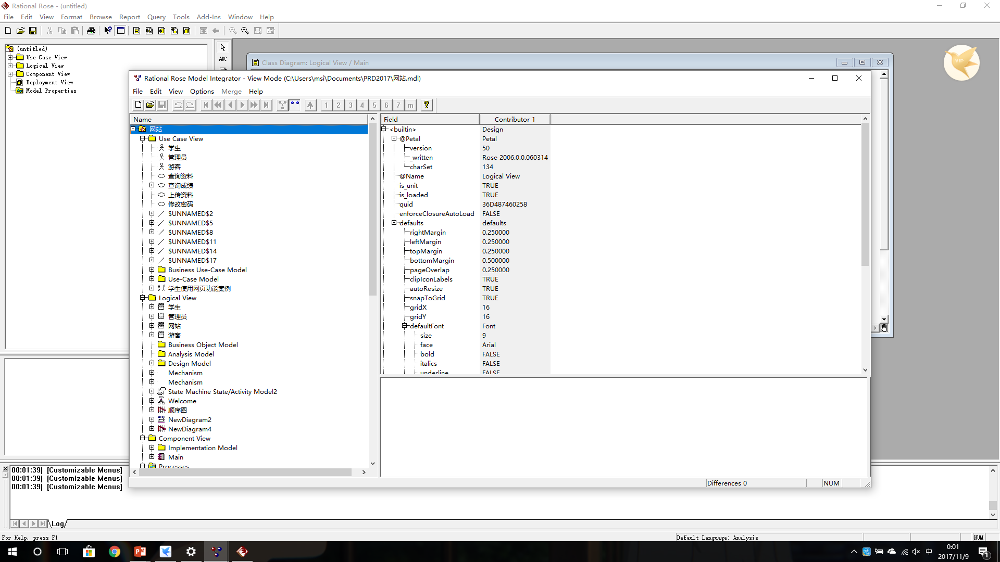 Rational Rose - (untitled)
File Edit View Format Browse Report Query Tools Add-Ins Window Help
(untitled)
Use Case View
Logical View
Component View
Deployment View
Model Properties
ABC
Class Diagram: Logical View / Main
VIP
Rational Rose Model Integrator - View Mode (C:\Users\msi\Documents\PRD2017\网站.mdl)
File Edit View Options Merge Help
1 2 3 4 5 6 7 m ?
Name
网站
Use Case View
学生
管理员
游客
查询资料
查询成绩
上传资料
修改密码
$UNNAMED$2
$UNNAMED$5
$UNNAMED$8
$UNNAMED$11
$UNNAMED$14
$UNNAMED$17
Business Use-Case Model
Use-Case Model
学生使用网页功能案例
Logical View
学生
管理员
网站
游客
Business Object Model
Analysis Model
Design Model
Mechanism
Mechanism
State Machine State/Activity Model2
Welcome
顺序图
NewDiagram2
NewDiagram4
Component View
Implementation Model
Main
Processes
Field Contributor 1
<builtin> Design
@Petal Petal
version 50
_written Rose 2006.0.0.060314
charSet 134
@Name Logical View
is_unit TRUE
is_loaded TRUE
quid 36D487460258
enforceClosureAutoLoad FALSE
defaults defaults
rightMargin 0.250000
leftMargin 0.250000
topMargin 0.250000
bottomMargin 0.500000
pageOverlap 0.250000
clipIconLabels TRUE
autoResize TRUE
snapToGrid TRUE
gridX 16
gridY 16
defaultFont Font
size 9
face Arial
bold FALSE
italics FALSE
underline FALSE
Differences 0 NUM
00:01:39| [Customizable Menus]
00:01:39| [Customizable Menus]
00:01:39| [Customizable Menus]
Log
For Help, press F1 Default Language: Analysis NUM
中 0:01
2017/11/9
1